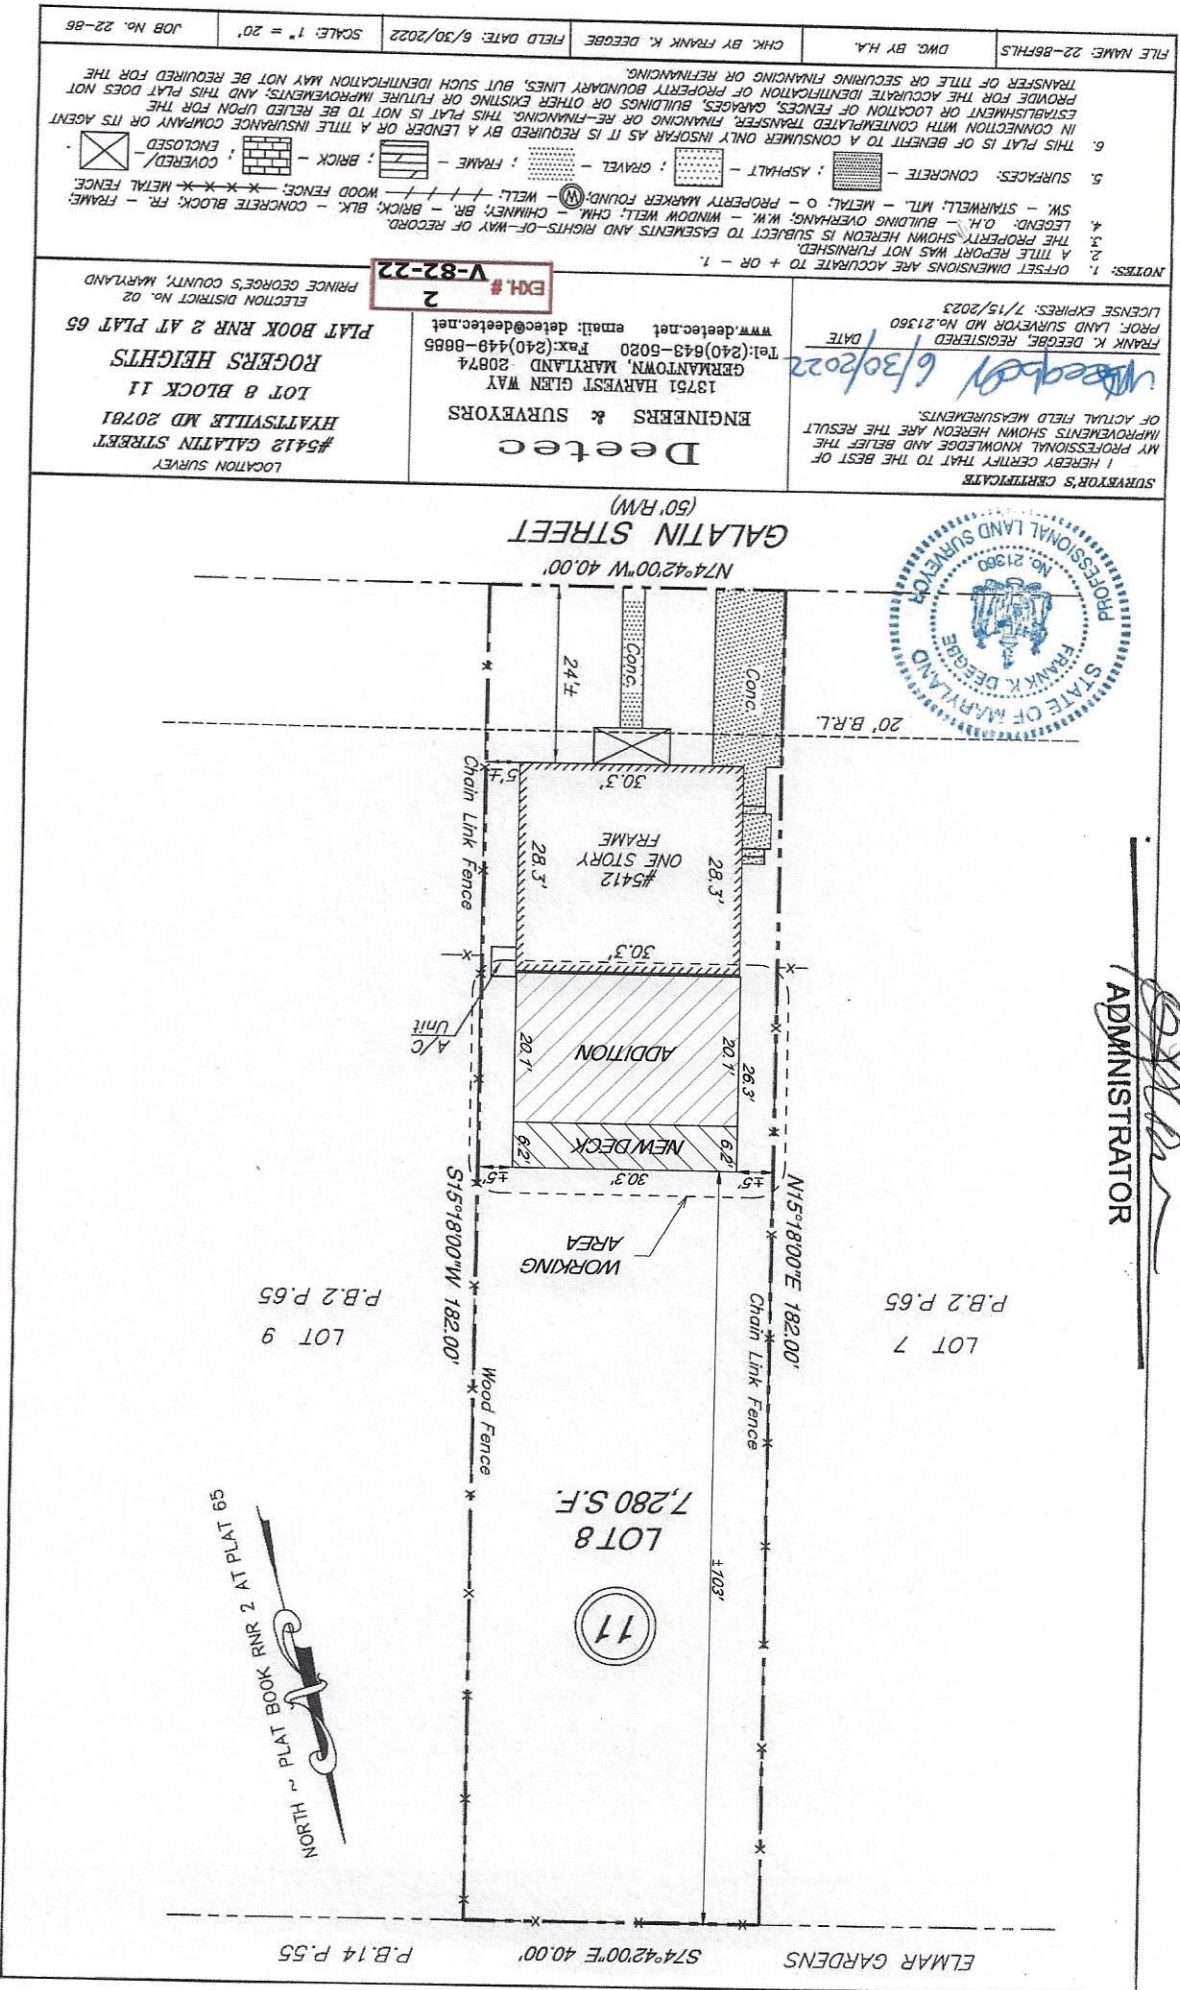 ELMAR GARDENS
S74°42'00"E 40.00'
P.B.14 P.55
NORTH ~ PLAT BOOK RNR 2 AT PLAT 65
±103'
11
LOT 8
7,280 S.F.
Wood Fence
Chain Link Fence
LOT 7
P.B.2 P.65
LOT 9
P.B.2 P.65
N15°18'00"E 182.00'
S15°18'00"W 182.00'
WORKING
AREA
±5'
30.3'
±5'
6.2'
NEW DECK
6.2'
26.3'
20.1'
ADDITION
20.1'
A/C
Unit
30.3'
28.3'
#5412
ONE STORY
FRAME
28.3'
Chain Link Fence
30.3'
5'±
20' B.R.L.
Conc.
Conc.
24'±
N74°42'00"W 40.00'
GALATIN STREET
(50' R/W)
ADMINISTRATOR
STATE OF MARYLAND
FRANK K. DEEGBE
No. 21360
PROFESSIONAL LAND SURVEYOR
SURVEYOR'S CERTIFICATE
I HEREBY CERTIFY THAT TO THE BEST OF
MY PROFESSIONAL KNOWLEDGE AND BELIEF THE
IMPROVEMENTS SHOWN HEREON ARE THE RESULT
OF ACTUAL FIELD MEASUREMENTS.
6/30/2022
FRANK K. DEEGBE, REGISTERED DATE
PROF. LAND SURVEYOR MD No.21360
LICENSE EXPIRES: 7/15/2023
Deetec
ENGINEERS & SURVEYORS
13751 HARVEST GLEN WAY
GERMANTOWN, MARYLAND 20874
Tel:(240)643-5020 Fax:(240)449-8685
www.deetec.net email: detec@deetec.net
EXH. # 2
V-82-22
LOCATION SURVEY
#5412 GALATIN STREET
HYATTSVILLE MD 20781
LOT 8 BLOCK 11
ROGERS HEIGHTS
PLAT BOOK RNR 2 AT PLAT 65
ELECTION DISTRICT No. 02
PRINCE GEORGE'S COUNTY, MARYLAND
NOTES: 1. OFFSET DIMENSIONS ARE ACCURATE TO + OR - 1.
2. A TITLE REPORT WAS NOT FURNISHED.
3. THE PROPERTY SHOWN HEREON IS SUBJECT TO EASEMENTS AND RIGHTS-OF-WAY OF RECORD.
4. LEGEND: O.H. - BUILDING OVERHANG; W.W. - WINDOW WELL; CHM. - CHIMNEY; BR. - BRICK; BLK. - CONCRETE BLOCK; FR. - FRAME;
SW. - STAIRWELL; MTL. - METAL; O - PROPERTY MARKER FOUND; W - WELL; WOOD FENCE; METAL FENCE.
5. SURFACES: CONCRETE - ; ASPHALT - ; GRAVEL - ; FRAME - ; BRICK - ; COVERED/ENCLOSED - .
6. THIS PLAT IS OF BENEFIT TO A CONSUMER ONLY INSOFAR AS IT IS REQUIRED BY A LENDER OR A TITLE INSURANCE COMPANY OR ITS AGENT
IN CONNECTION WITH CONTEMPLATED TRANSFER, FINANCING OR RE-FINANCING. THIS PLAT IS NOT TO BE RELIED UPON FOR THE
ESTABLISHMENT OR LOCATION OF FENCES, GARAGES, BUILDINGS OR OTHER EXISTING OR FUTURE IMPROVEMENTS; AND THIS PLAT DOES NOT
PROVIDE FOR THE ACCURATE IDENTIFICATION OF PROPERTY BOUNDARY LINES, BUT SUCH IDENTIFICATION MAY NOT BE REQUIRED FOR THE
TRANSFER OF TITLE OR SECURING FINANCING OR REFINANCING.
FILE NAME: 22-86FHLS
DWG. BY H.A.
CHK. BY FRANK K. DEEGBE
FIELD DATE: 6/30/2022
SCALE: 1" = 20'
JOB No. 22-86